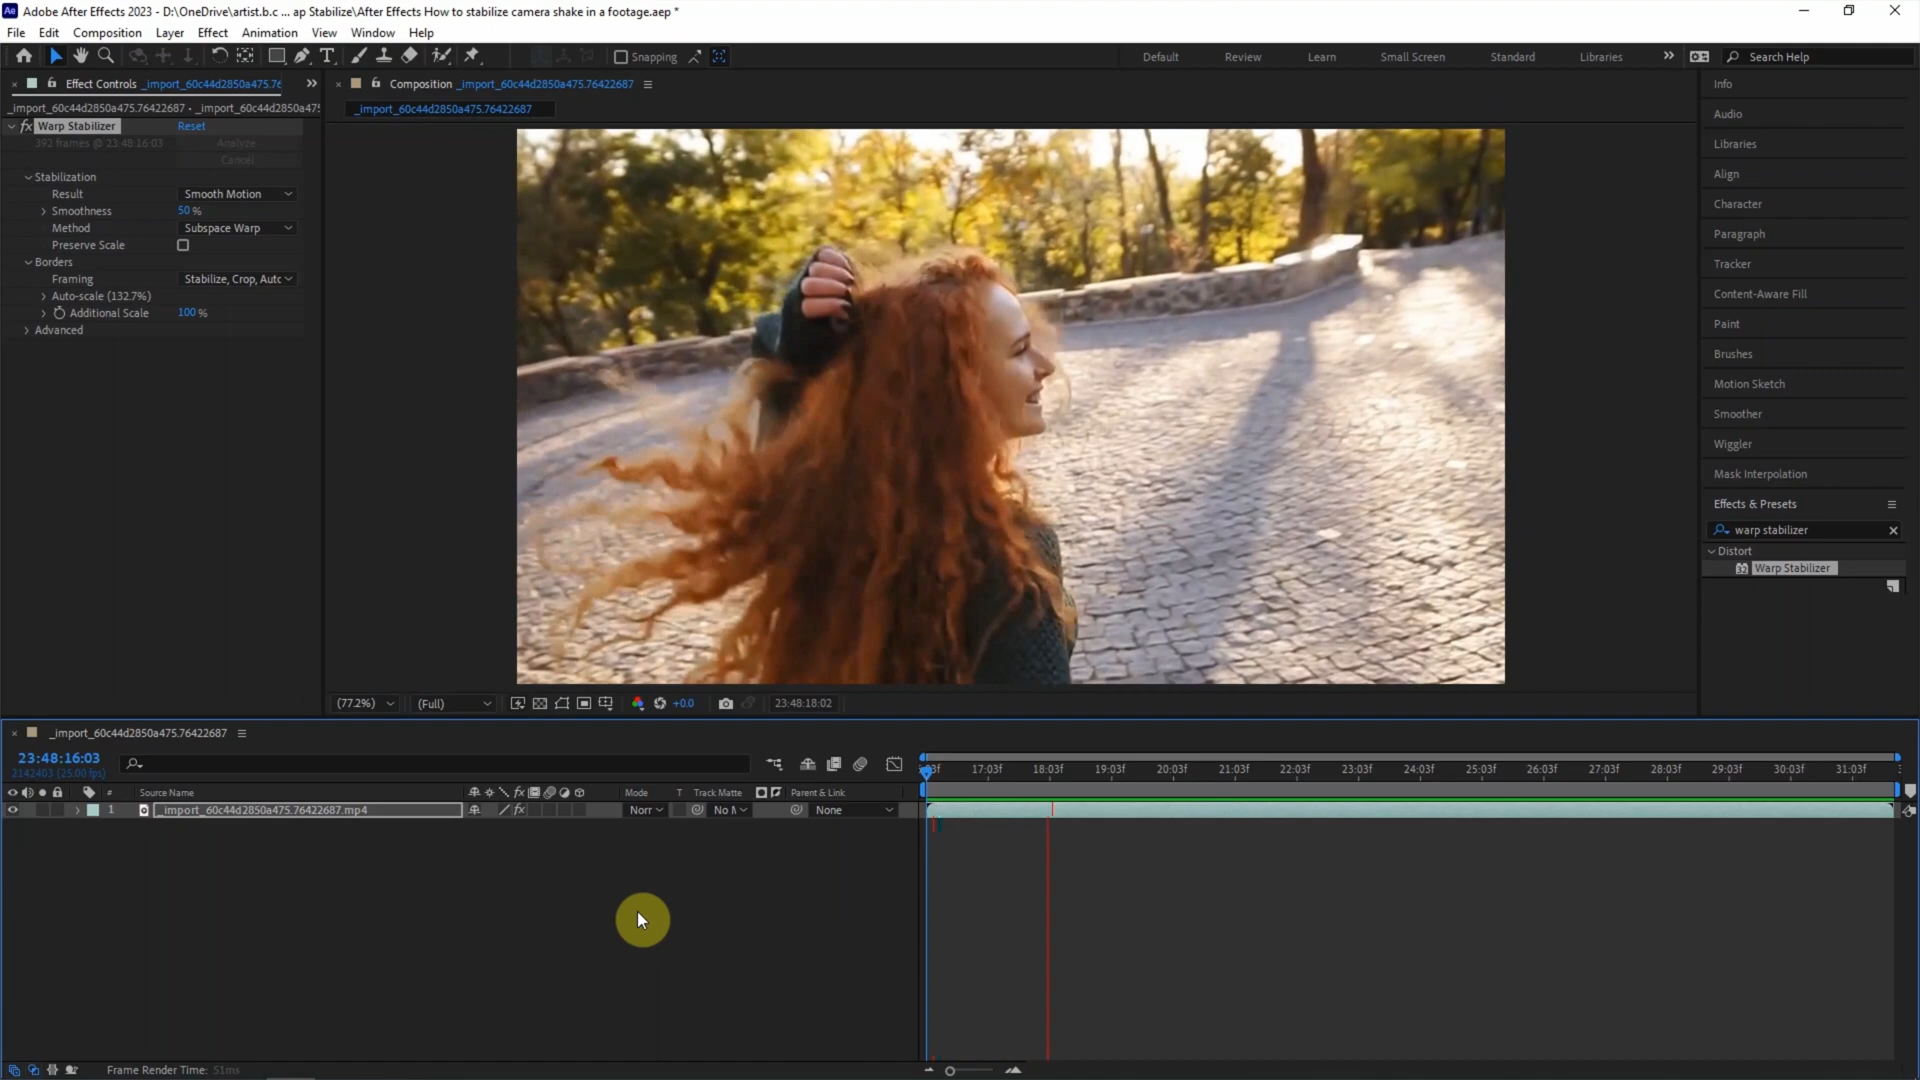 Adobe After Effects 2023 - D:\OneDrive\artist.b.c ... ap Stabilize\After Effects How to stabilize camera shake in a footage.aep *
File Edit Composition Layer Effect Animation View Window Help
Snapping
Default Review Learn Small Screen Standard Libraries
Search Help
Effect Controls _import_60c44d2850a475.76
_import_60c44d2850a475.76422687 • _import_60c44d2850a475
fx Warp Stabilizer Reset
392 frames @ 23:48:16:03 Analyze
Cancel
Stabilization
Result Smooth Motion
Smoothness 50 %
Method Subspace Warp
Preserve Scale
Borders
Framing Stabilize, Crop, Auto
Auto-scale (132.7%)
Additional Scale 100 %
Advanced
Composition _import_60c44d2850a475.76422687
_import_60c44d2850a475.76422687
(77.2%) (Full) +0.0 23:48:18:02
Info
Audio
Libraries
Align
Character
Paragraph
Tracker
Content-Aware Fill
Paint
Brushes
Motion Sketch
Smoother
Wiggler
Mask Interpolation
Effects & Presets
warp stabilizer
Distort
32 Warp Stabilizer
_import_60c44d2850a475.76422687
23:48:16:03
2142403 (25.00 fps)
:03f 17:03f 18:03f 19:03f 20:03f 21:03f 22:03f 23:03f 24:03f 25:03f 26:03f 27:03f 28:03f 29:03f 30:03f 31:03f
# Source Name fx Mode T Track Matte Parent & Link
1 _import_60c44d2850a475.76422687.mp4 fx Norr No M None
Frame Render Time: 51ms